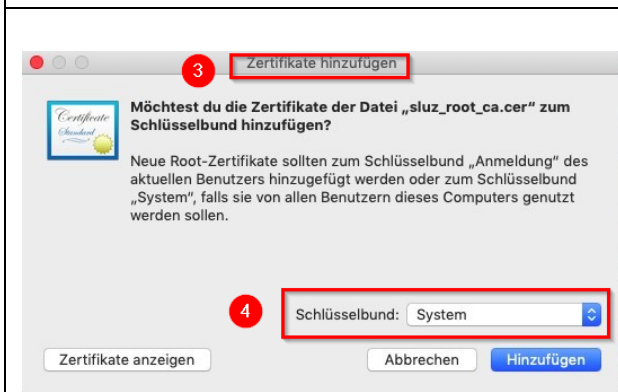 3
Zertifikate hinzufügen
Certificate
Standard
Möchtest du die Zertifikate der Datei „sluz_root_ca.cer“ zum
Schlüsselbund hinzufügen?
Neue Root-Zertifikate sollten zum Schlüsselbund „Anmeldung“ des
aktuellen Benutzers hinzugefügt werden oder zum Schlüsselbund
„System“, falls sie von allen Benutzern dieses Computers genutzt
werden sollen.
4
Schlüsselbund: System
Zertifikate anzeigen Abbrechen Hinzufügen